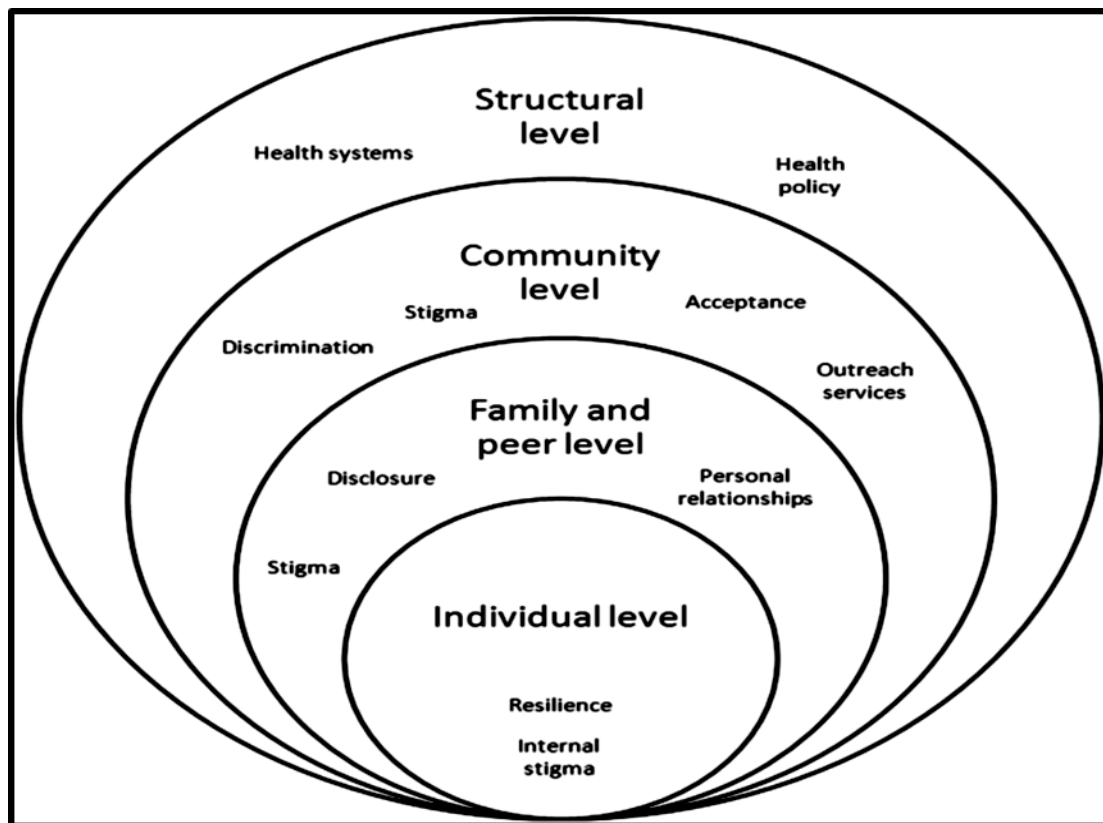 Structural
level
Health systems
Health
policy
Community
level
Stigma
Acceptance
Discrimination
Outreach
services
Family and
peer level
Disclosure
Personal
relationships
Stigma
Individual level
Resilience
Internal
stigma